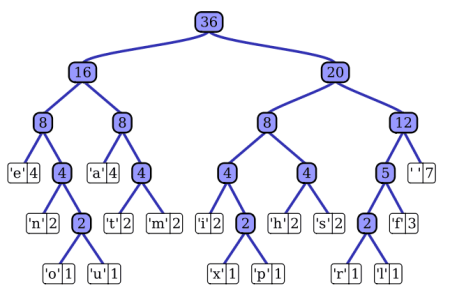 36
16 20
8 8 8 12
'e' 4 4 'a' 4 4 4 4 5 ' ' 7
'n' 2 2 't' 2 'm' 2 'i' 2 2 'h' 2 's' 2 2 'f' 3
'o' 1 'u' 1 'x' 1 'p' 1 'r' 1 'l' 1